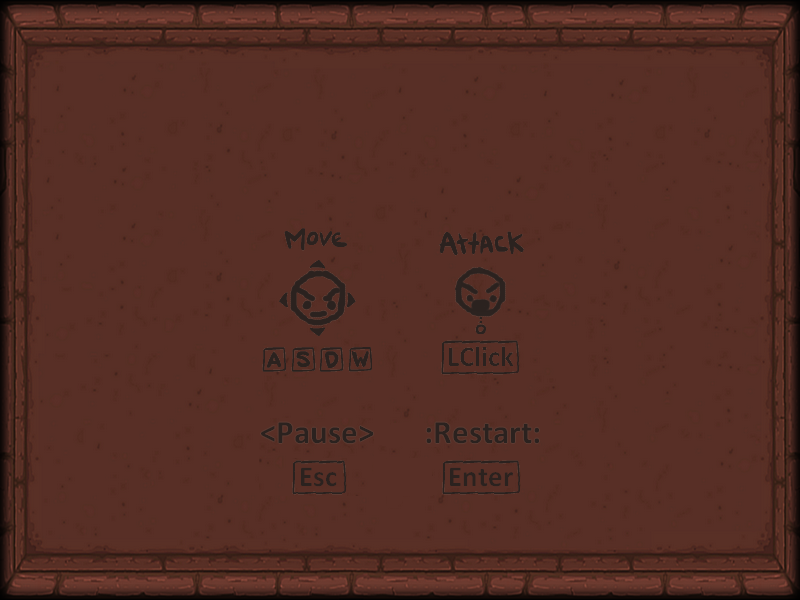 Move Attack
A S D W LClick
<Pause> :Restart:
Esc Enter